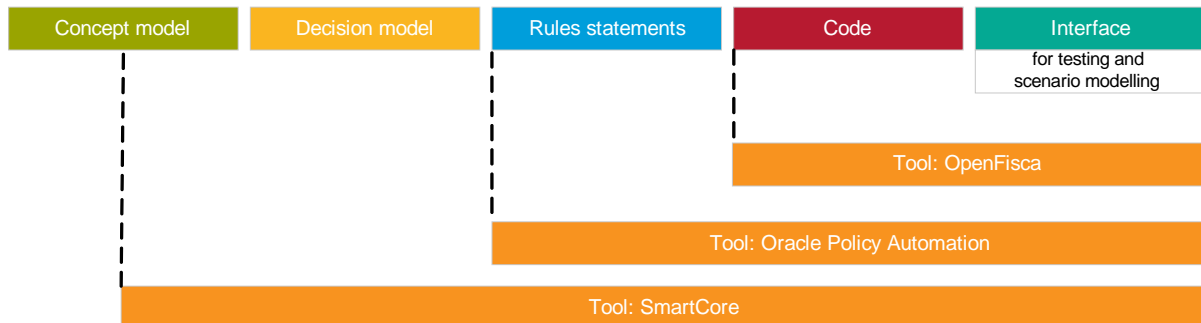 Concept model
Decision model
Rules statements
Code
Interface
for testing and
scenario modelling
Tool: OpenFisca
Tool: Oracle Policy Automation
Tool: SmartCore